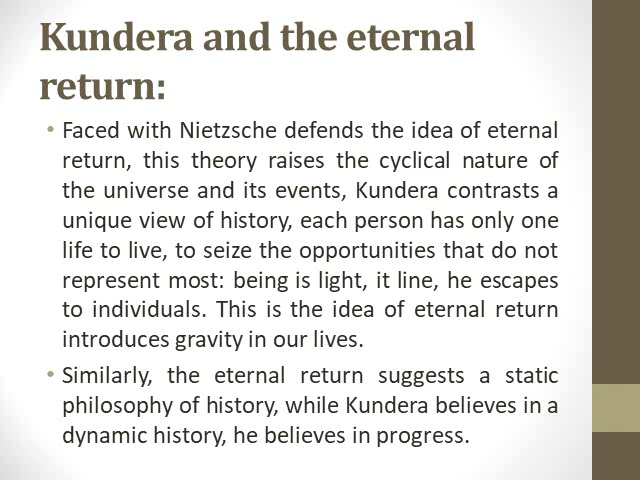 Kundera and the eternal
return:
• Faced with Nietzsche defends the idea of eternal
return, this theory raises the cyclical nature of
the universe and its events, Kundera contrasts a
unique view of history, each person has only one
life to live, to seize the opportunities that do not
represent most: being is light, it line, he escapes
to individuals. This is the idea of eternal return
introduces gravity in our lives.
• Similarly, the eternal return suggests a static
philosophy of history, while Kundera believes in a
dynamic history, he believes in progress.